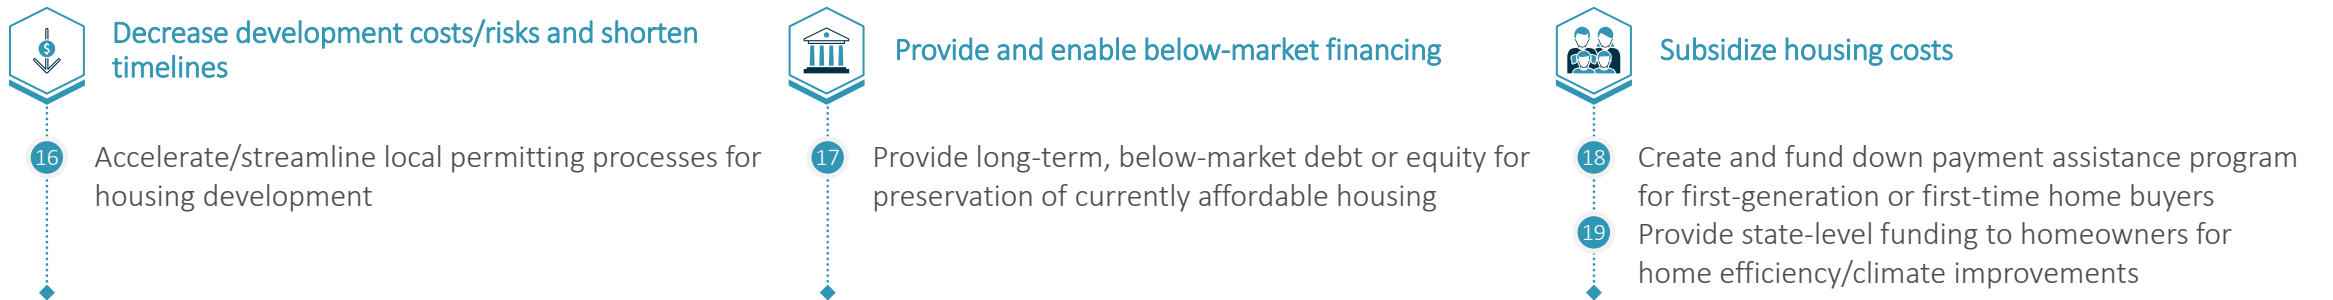 Decrease development costs/risks and shorten
timelines
16
Accelerate/streamline local permitting processes for
housing development
Provide and enable below-market financing
17
Provide long-term, below-market debt or equity for
preservation of currently affordable housing
Subsidize housing costs
18
Create and fund down payment assistance program
for first-generation or first-time home buyers
19
Provide state-level funding to homeowners for
home efficiency/climate improvements